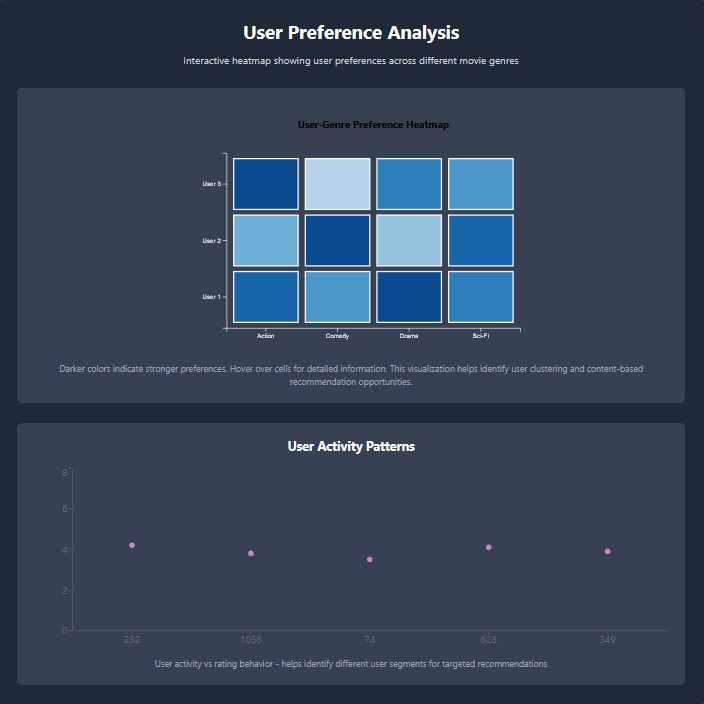 User Preference Analysis
Interactive heatmap showing user preferences across different movie genres
User-Genre Preference Heatmap
User 3
User 2
User 1
Action Comedy Drama Sci-Fi
Darker colors indicate stronger preferences. Hover over cells for detailed information. This visualization helps identify user clustering and content-based
recommendation opportunities.
User Activity Patterns
8
6
4
2
0
232 1056 74 628 349
User activity vs rating behavior - helps identify different user segments for targeted recommendations